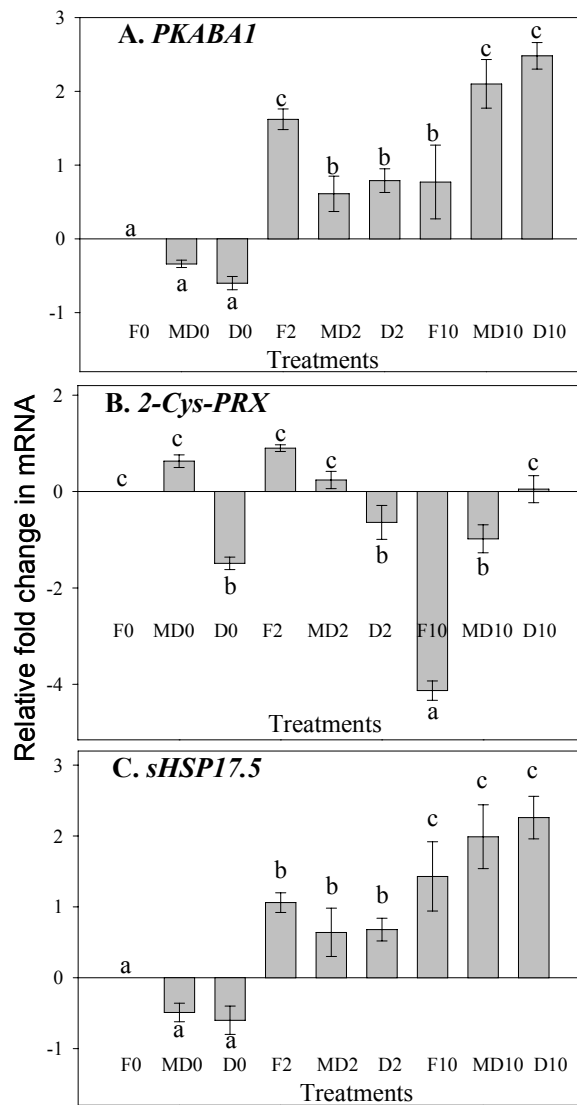 Relative fold change in mRNA
A. PKABA1
3
2
1
0
-1
a
a
a
c
b
b
b
c
c
F0 MD0 D0 F2 MD2 D2 F10 MD10 D10
Treatments
B. 2-Cys-PRX
2
0
-2
-4
c
c
b
c
c
b
a
b
c
F0 MD0 D0 F2 MD2 D2 F10 MD10 D10
Treatments
C. sHSP17.5
3
2
1
0
-1
a
a
a
b
b
b
c
c
c
F0 MD0 D0 F2 MD2 D2 F10 MD10 D10
Treatments